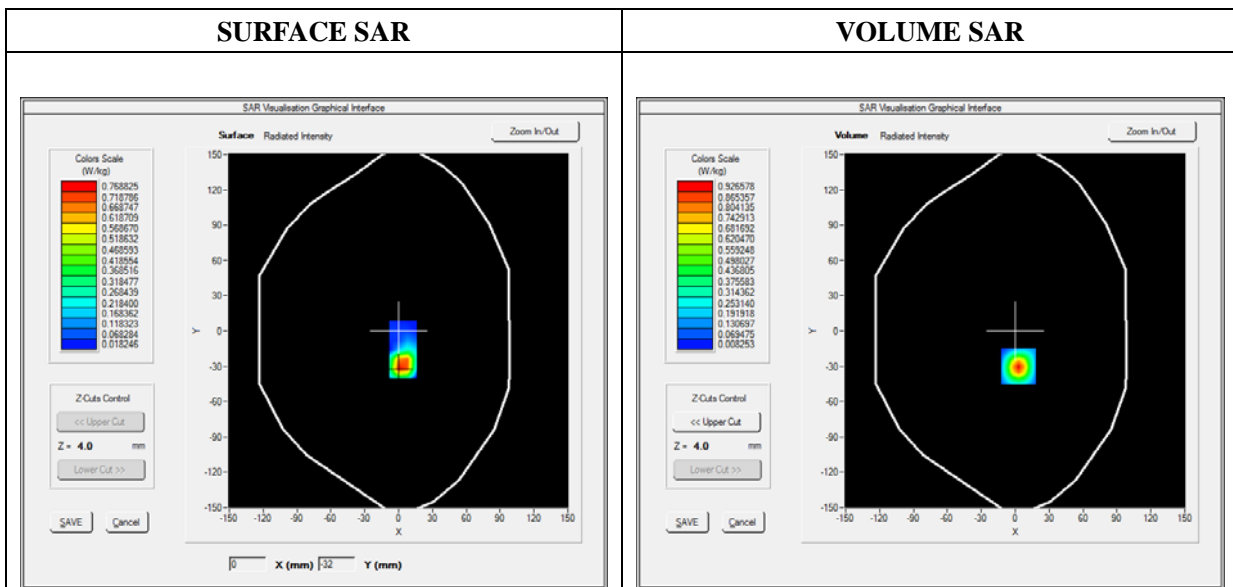 SURFACE SAR
VOLUME SAR
SAR Visualisation Graphical Interface
Surface Radiated Intensity
Zoom In/Out
Colors Scale
(W/kg)
0.768825
0.718786
0.668747
0.618709
0.568670
0.518632
0.468593
0.418554
0.368516
0.318477
0.268439
0.218400
0.168362
0.118323
0.068284
0.018246
Z-Cuts Control
<< Upper Cut
Z = 4.0 mm
Lower Cut >>
SAVE Cancel
150
120
90
60
30
0
-30
-60
-90
-120
-150
Y
-150 -120 -90 -60 -30 0 30 60 90 120 150
X
0 X (mm) -32 Y (mm)
SAR Visualisation Graphical Interface
Volume Radiated Intensity
Zoom In/Out
Colors Scale
(W/kg)
0.926578
0.865357
0.804135
0.742913
0.681692
0.620470
0.559248
0.498027
0.436805
0.375583
0.314362
0.253140
0.191918
0.130697
0.069475
0.008253
Z-Cuts Control
<< Upper Cut
Z = 4.0 mm
Lower Cut >>
SAVE Cancel
150
120
90
60
30
0
-30
-60
-90
-120
-150
Y
-150 -120 -90 -60 -30 0 30 60 90 120 150
X